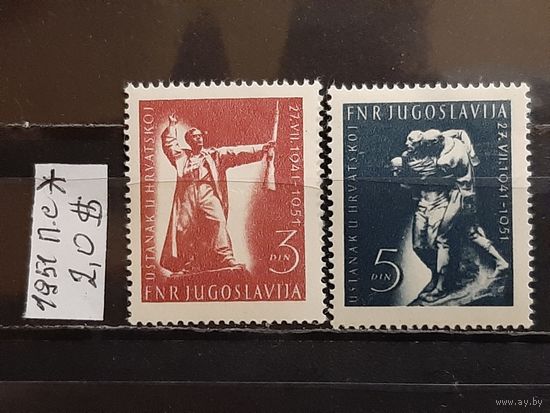 1951 п.с*
2,0 $
USTANAK U HRVATSKOJ
27.VII.1941-1951
3
DIN
FNR JUGOSLAVIJA
FNR JUGOSLAVIJA
USTANAK U HRVATSKOJ
27.VII.1941-1951.
5
DIN
www.ay.by